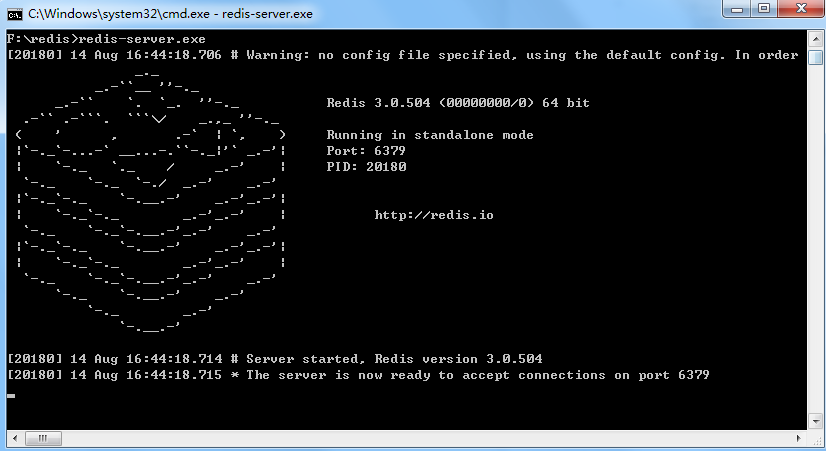 C:\Windows\system32\cmd.exe - redis-server.exe
F:\redis>redis-server.exe
[20180] 14 Aug 16:44:18.706 # Warning: no config file specified, using the default config. In order
Redis 3.0.504 (00000000/0) 64 bit
Running in standalone mode
Port: 6379
PID: 20180
http://redis.io
[20180] 14 Aug 16:44:18.714 # Server started, Redis version 3.0.504
[20180] 14 Aug 16:44:18.715 * The server is now ready to accept connections on port 6379